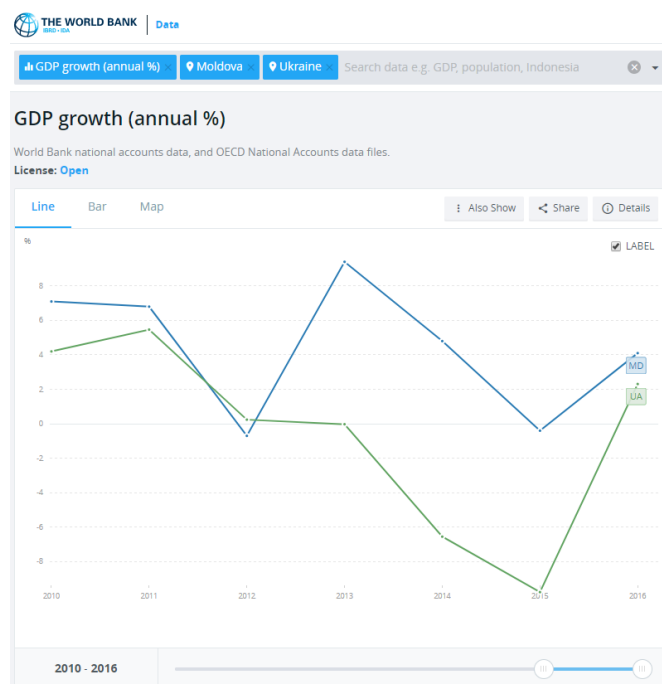 THE WORLD BANK
IBRD • IDA
Data
GDP growth (annual %) × Moldova × Ukraine × Search data e.g. GDP, population, Indonesia
GDP growth (annual %)
World Bank national accounts data, and OECD National Accounts data files.
License: Open
Line Bar Map Also Show Share Details
% LABEL
8
6
4
2
0
-2
-4
-6
-8
MD
UA
2010 2011 2012 2013 2014 2015 2016
2010 - 2016